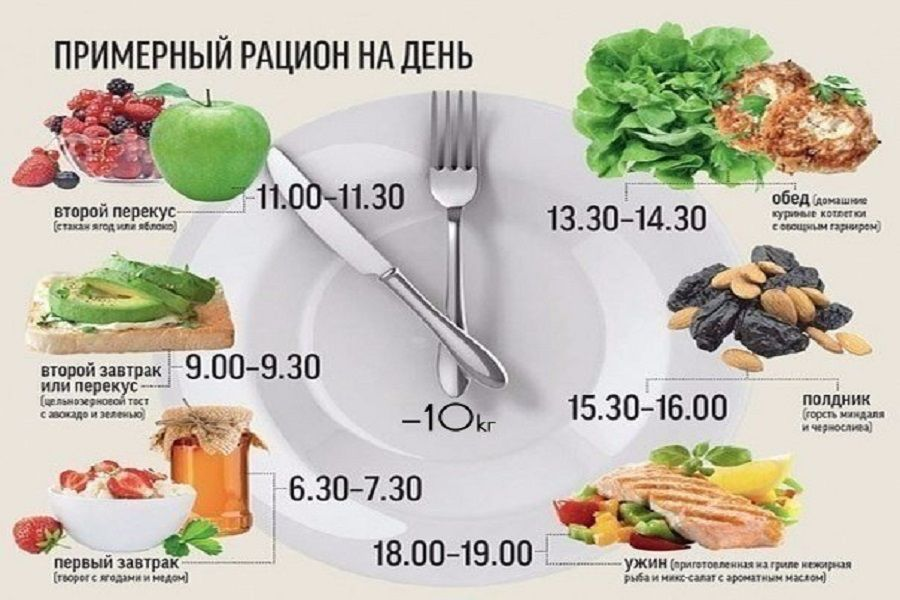 ПРИМЕРНЫЙ РАЦИОН НА ДЕНЬ
11.00-11.30
второй перекус
(стакан ягод или яблоко)
9.00-9.30
второй завтрак
или перекус
(цельнозерновой тост
с авокадо и зеленью)
6.30-7.30
первый завтрак
(творог с ягодами и медом)
-10кг
13.30-14.30
обед (домашние
куриные котлетки
с овощным гарниром)
15.30-16.00
полдник
(горсть миндаля
и чернослива)
18.00-19.00
ужин (приготовленная на гриле нежирная
рыба и микс-салат с ароматным маслом)